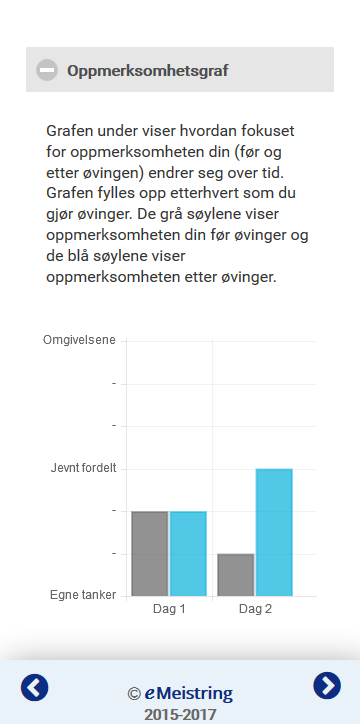 Oppmerksomhetsgraf
Grafen under viser hvordan fokuset
for oppmerksomheten din (før og
etter øvingen) endrer seg over tid.
Grafen fylles opp etterhvert som du
gjør øvinger. De grå søylene viser
oppmerksomheten din før øvinger og
de blå søylene viser
oppmerksomheten etter øvinger.
Omgivelsene
-
-
Jevnt fordelt
-
-
Egne tanker
Dag 1 Dag 2
© eMeistring
2015-2017